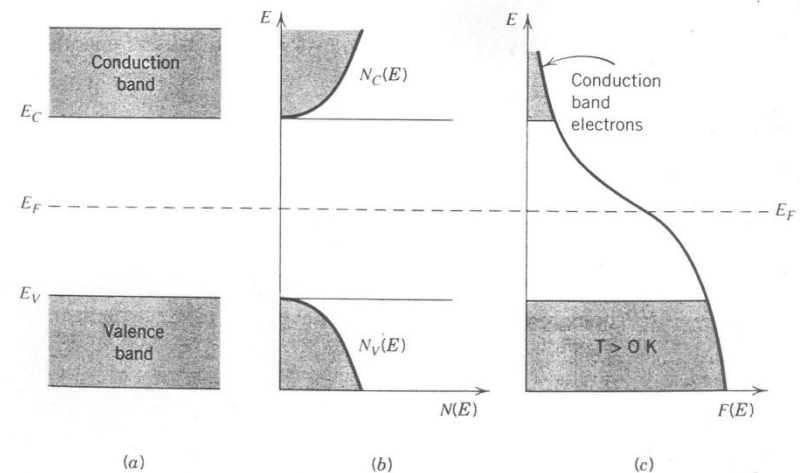 Conduction
band
E_C
E_F
E_V
Valence
band
(a)
E
N_C(E)
N_V(E)
N(E)
(b)
E
Conduction
band
electrons
E_F
T > 0 K
F(E)
(c)